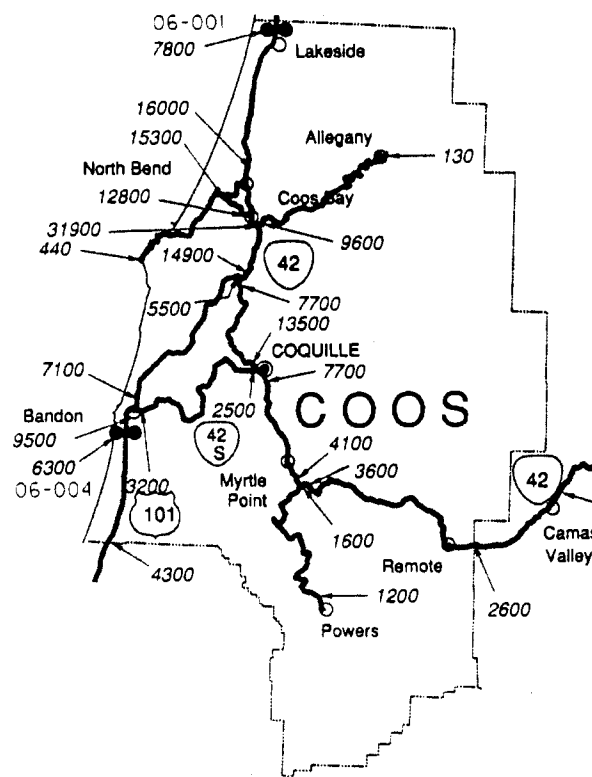 06-001
7800
Lakeside
16000
15300
Allegany
130
North Bend
12800
Coos Bay
31900
9600
440
14900
42
5500
7700
13500
COQUILLE
7100
7700
2500
COOS
Bandon
9500
42
S
4100
6300
Myrtle
Point
3600
42
06-004
3200
101
1600
Camas
Valley
Remote
4300
1200
2600
Powers